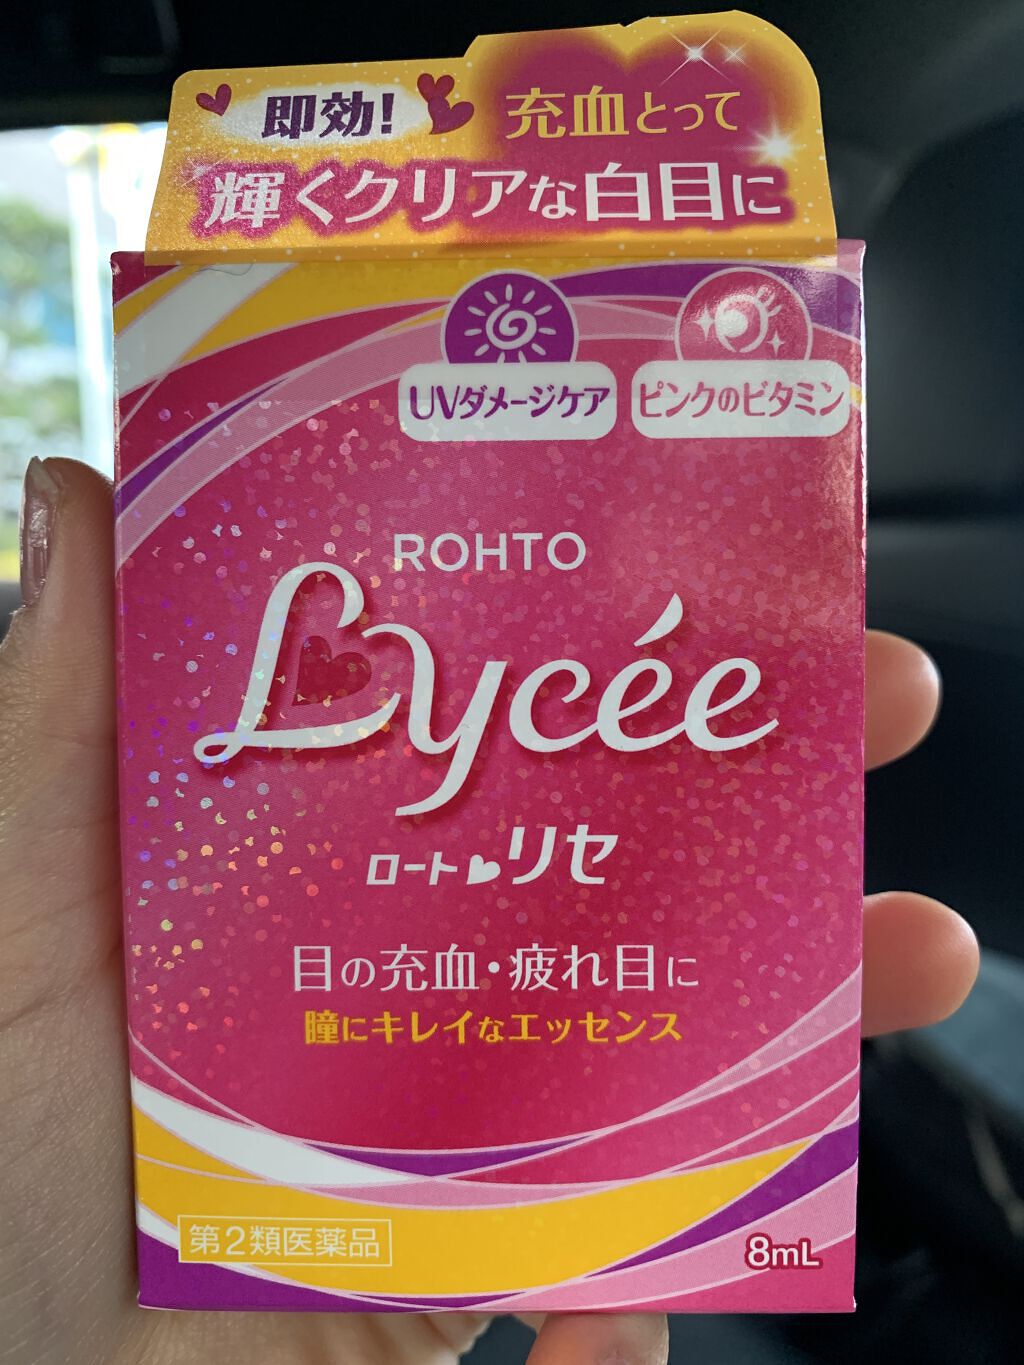 即効! 充血とって
輝くクリアな白目に
UVダメージケア ピンクのビタミン
ROHTO
Lycée
ロート リセ
目の充血・疲れ目に
瞳にキレイなエッセンス
第2類医薬品
8mL